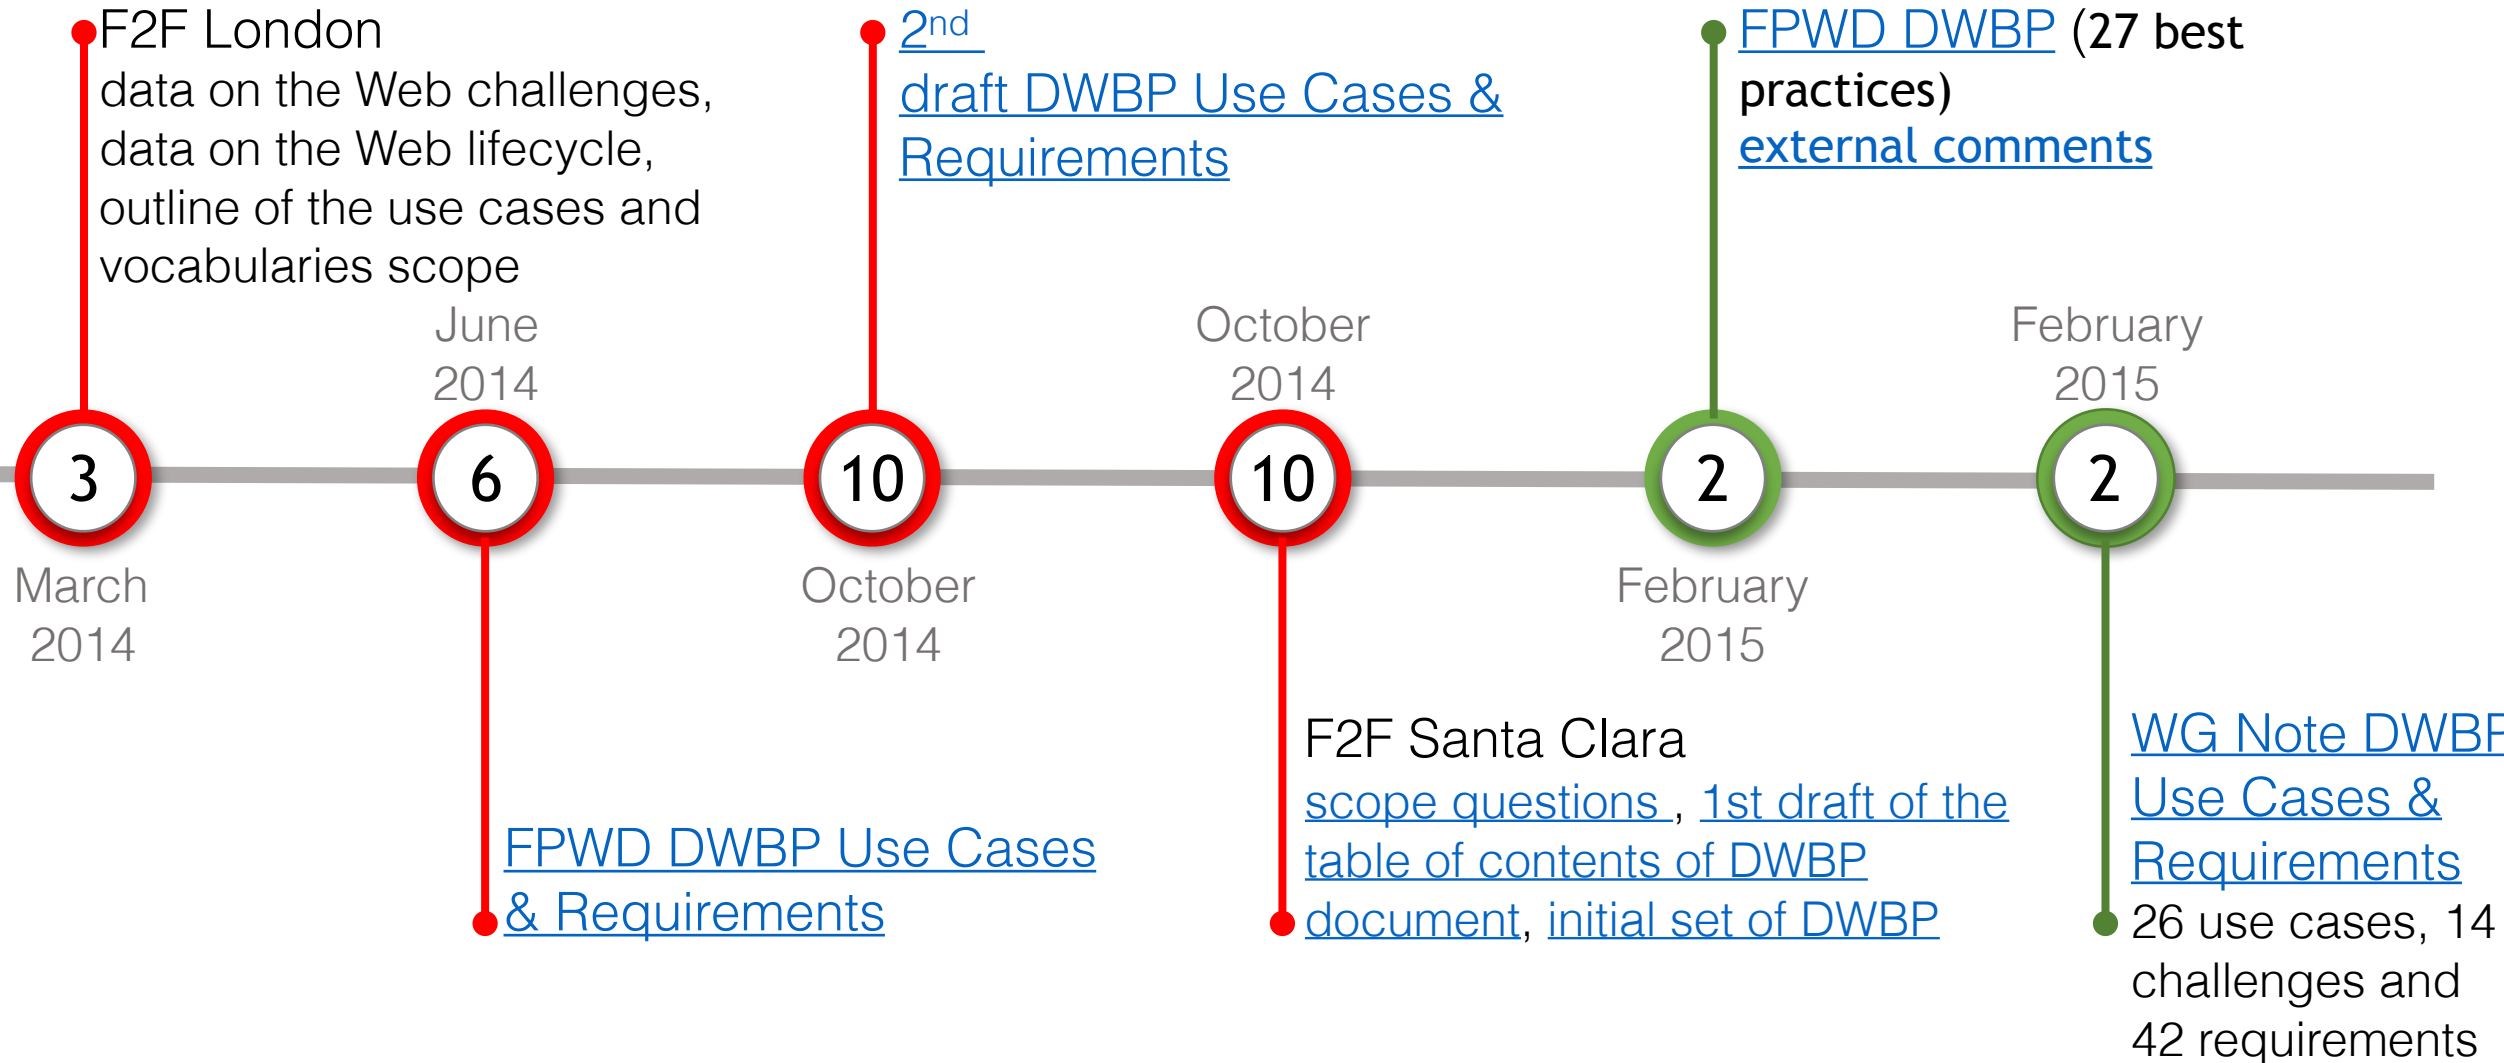 F2F London
data on the Web challenges,
data on the Web lifecycle,
outline of the use cases and
vocabularies scope
2nd
draft DWBP Use Cases &
Requirements
FPWD DWBP (27 best
practices)
external comments
June
2014
October
2014
February
2015
3
6
10
10
2
2
March
2014
October
2014
February
2015
FPWD DWBP Use Cases
& Requirements
F2F Santa Clara
scope questions , 1st draft of the
table of contents of DWBP
document, initial set of DWBP
WG Note DWBP
Use Cases &
Requirements
26 use cases, 14
challenges and
42 requirements